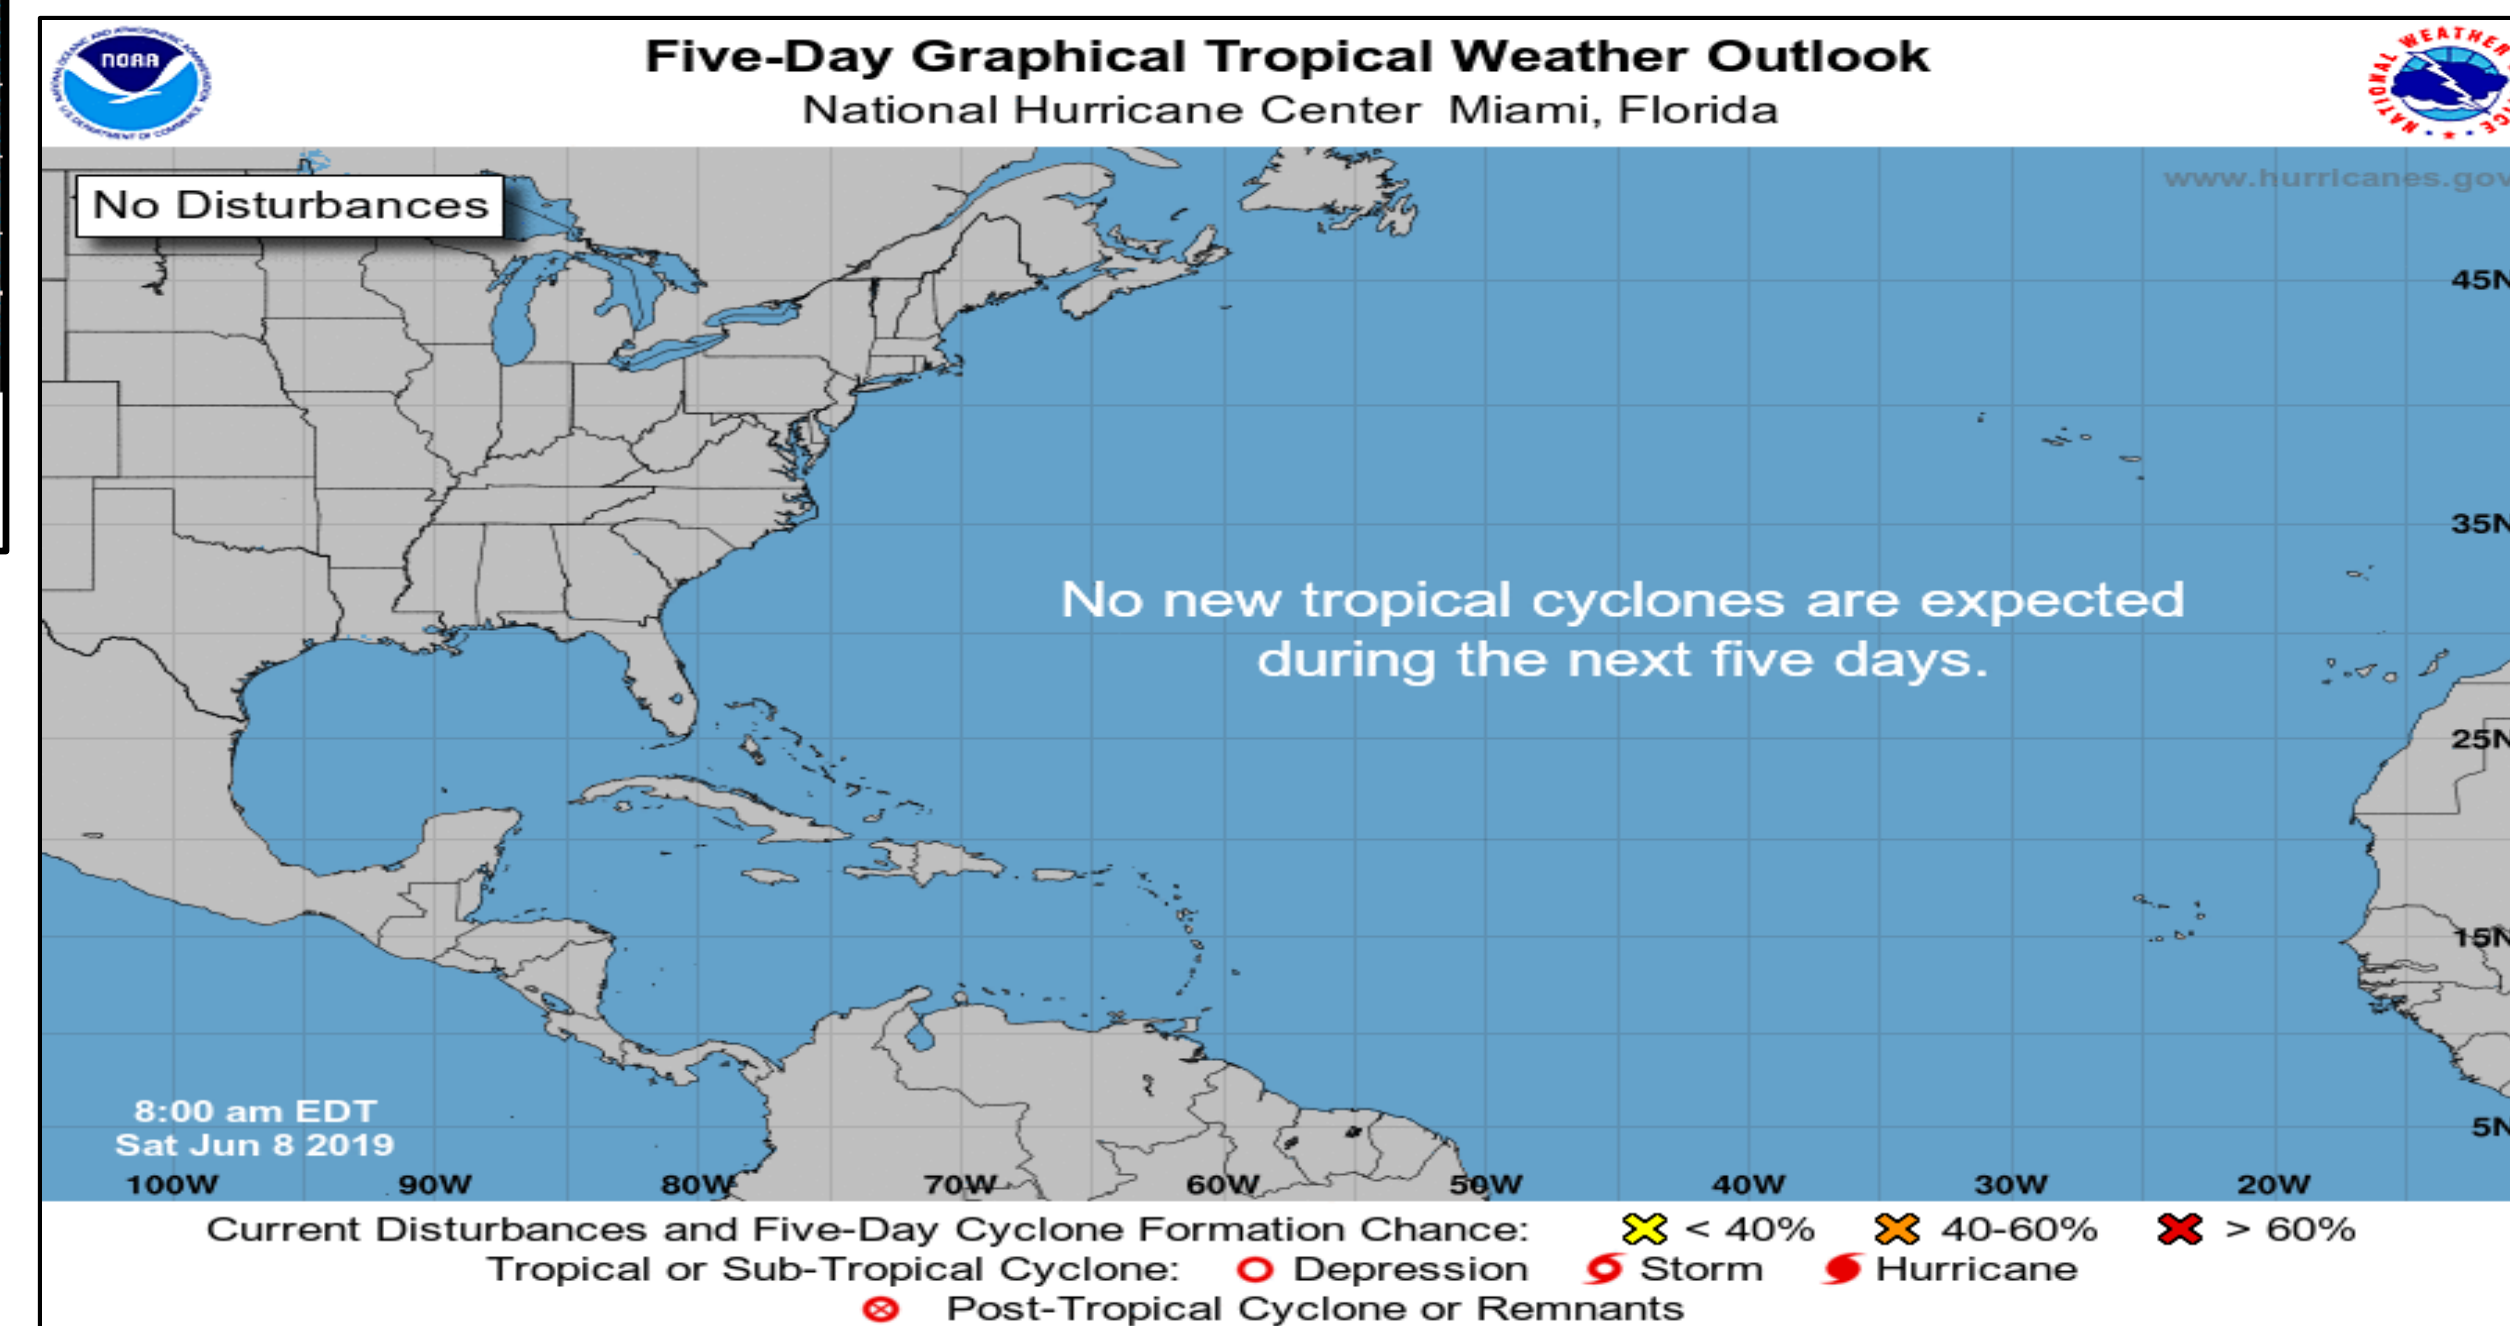 NOAA
Five-Day Graphical Tropical Weather Outlook
National Hurricane Center Miami, Florida
NATIONAL WEATHER
No Disturbances
www.hurricanes.gov
45N
35N
No new tropical cyclones are expected
during the next five days.
25N
15N
8:00 am EDT
Sat Jun 8 2019
5N
100W 90W 80W 70W 60W 50W 40W 30W 20W
Current Disturbances and Five-Day Cyclone Formation Chance: < 40% 40-60% > 60%
Tropical or Sub-Tropical Cyclone: Depression Storm Hurricane
Post-Tropical Cyclone or Remnants